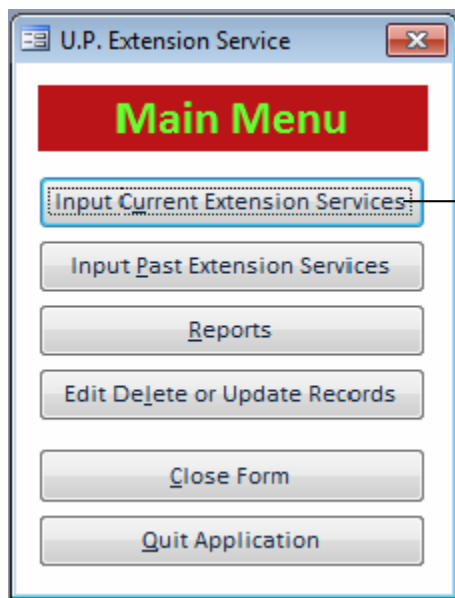 U.P. Extension Service
Main Menu
Input Current Extension Services
Input Past Extension Services
Reports
Edit Delete or Update Records
Close Form
Quit Application